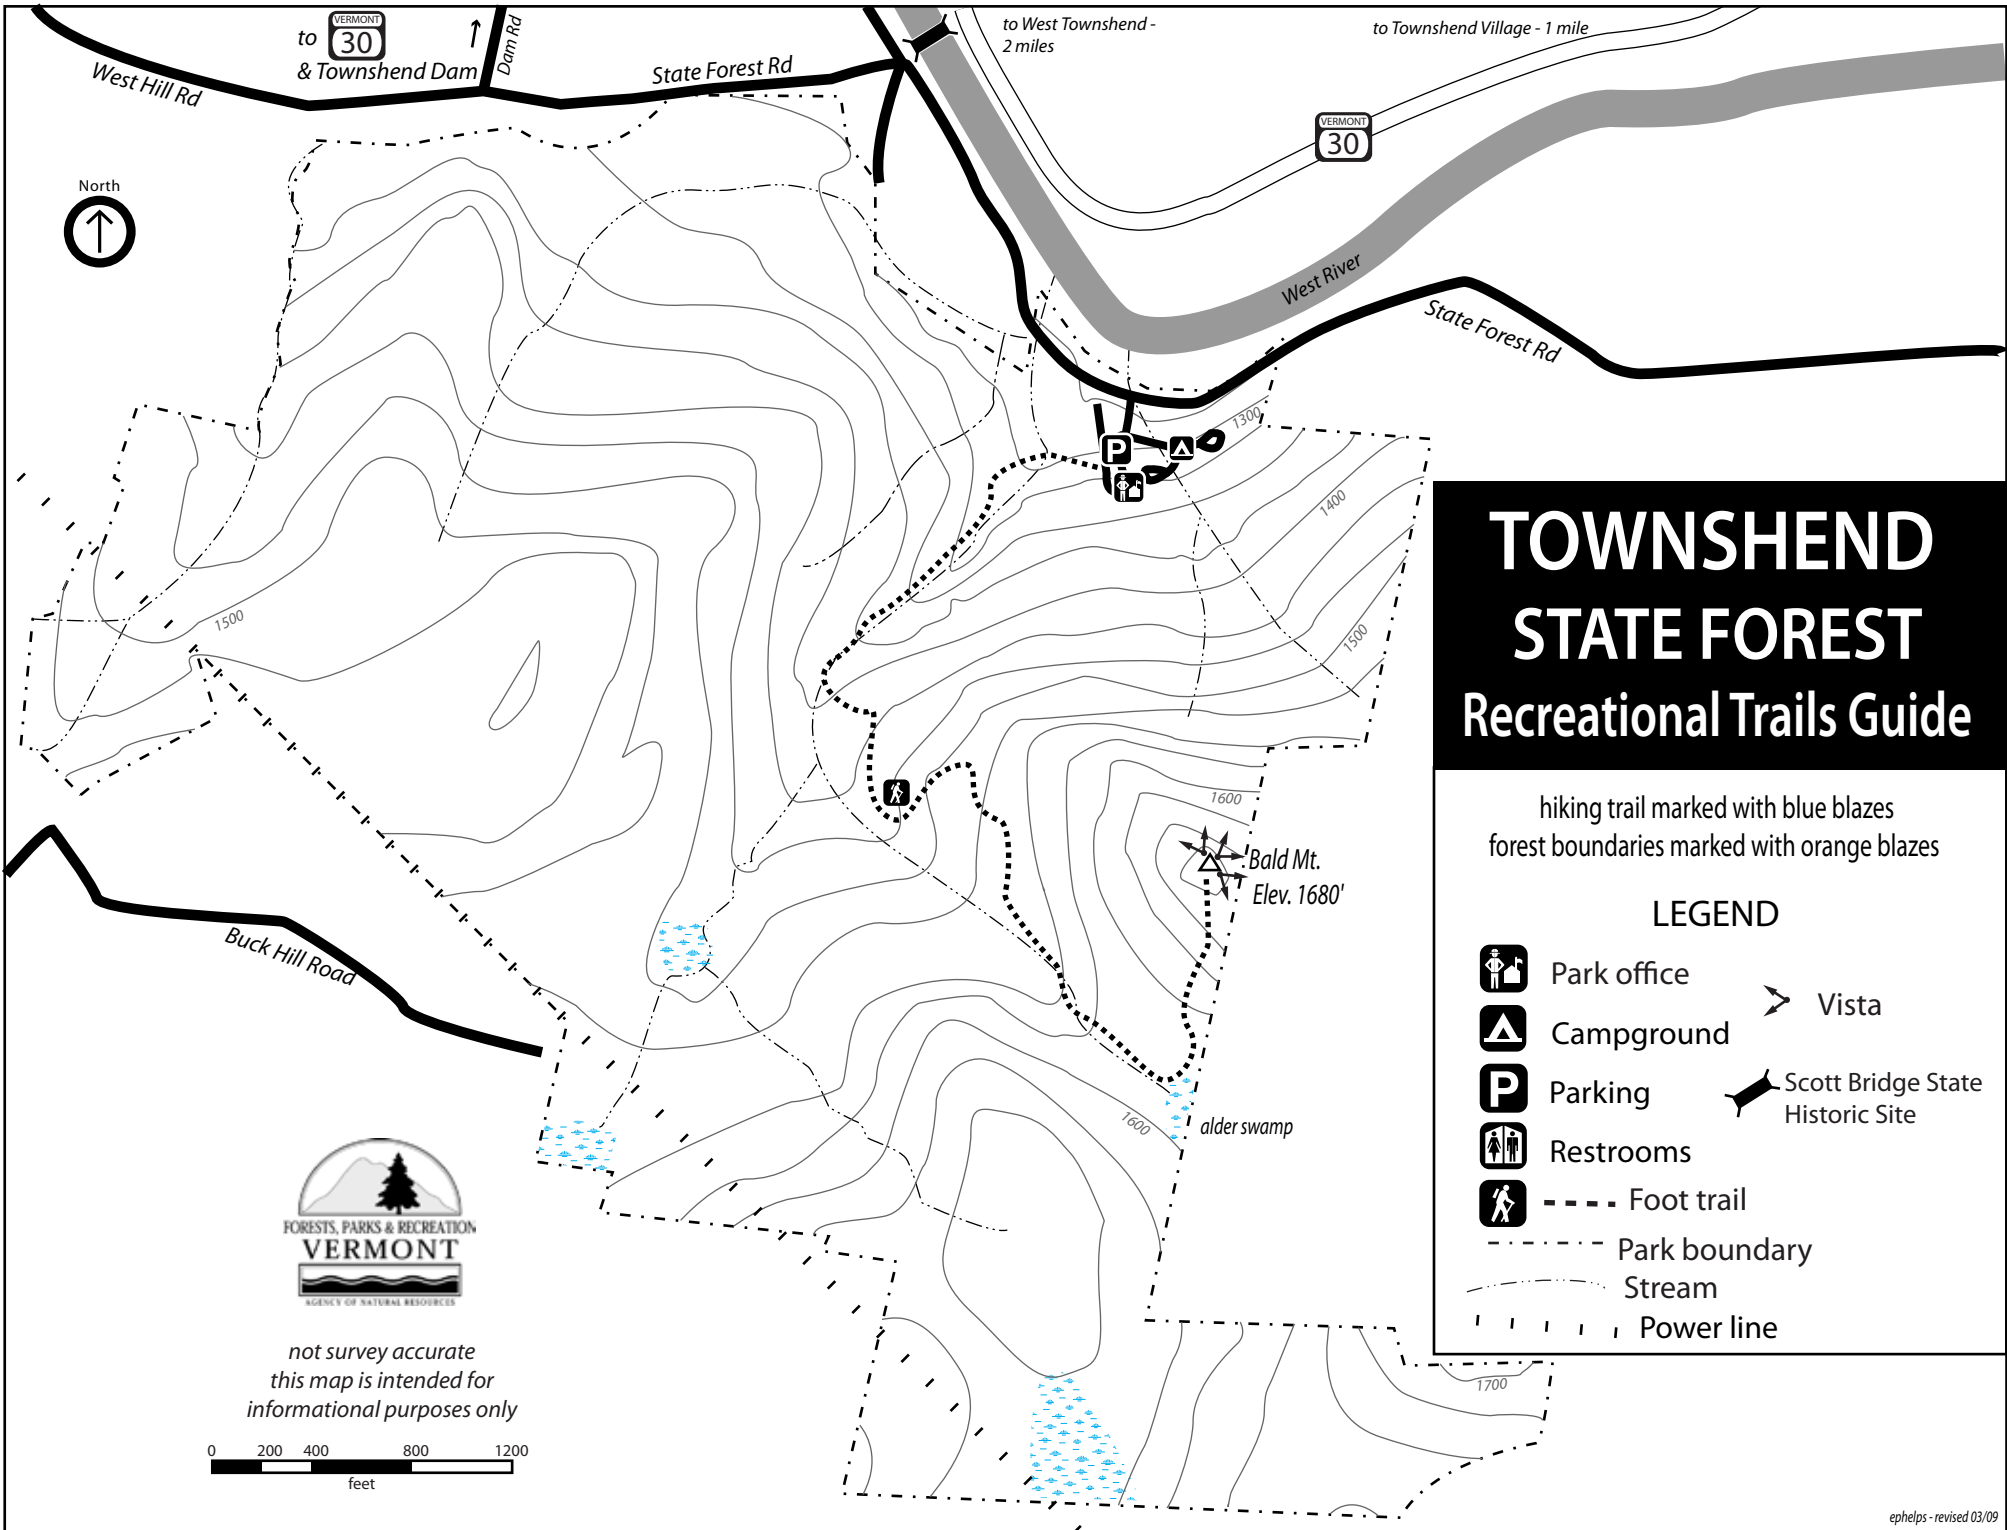 VERMONT
to 30
& Townshend Dam
Dam Rd
West Hill Rd
State Forest Rd
to West Townshend -
2 miles
to Townshend Village - 1 mile
VERMONT
30
North
West River
State Forest Rd
1300
P
1400
1500
1500
TOWNSHEND
STATE FOREST
Recreational Trails Guide
hiking trail marked with blue blazes
forest boundaries marked with orange blazes
1600
Bald Mt.
Elev. 1680'
LEGEND
Park office
Vista
Campground
P Parking
Scott Bridge State
Historic Site
Restrooms
Foot trail
Park boundary
Stream
Power line
Buck Hill Road
1600
alder swamp
FORESTS, PARKS & RECREATION
VERMONT
AGENCY OF NATURAL RESOURCES
not survey accurate
this map is intended for
informational purposes only
1700
0 200 400 800 1200
feet
ephelps - revised 03/09